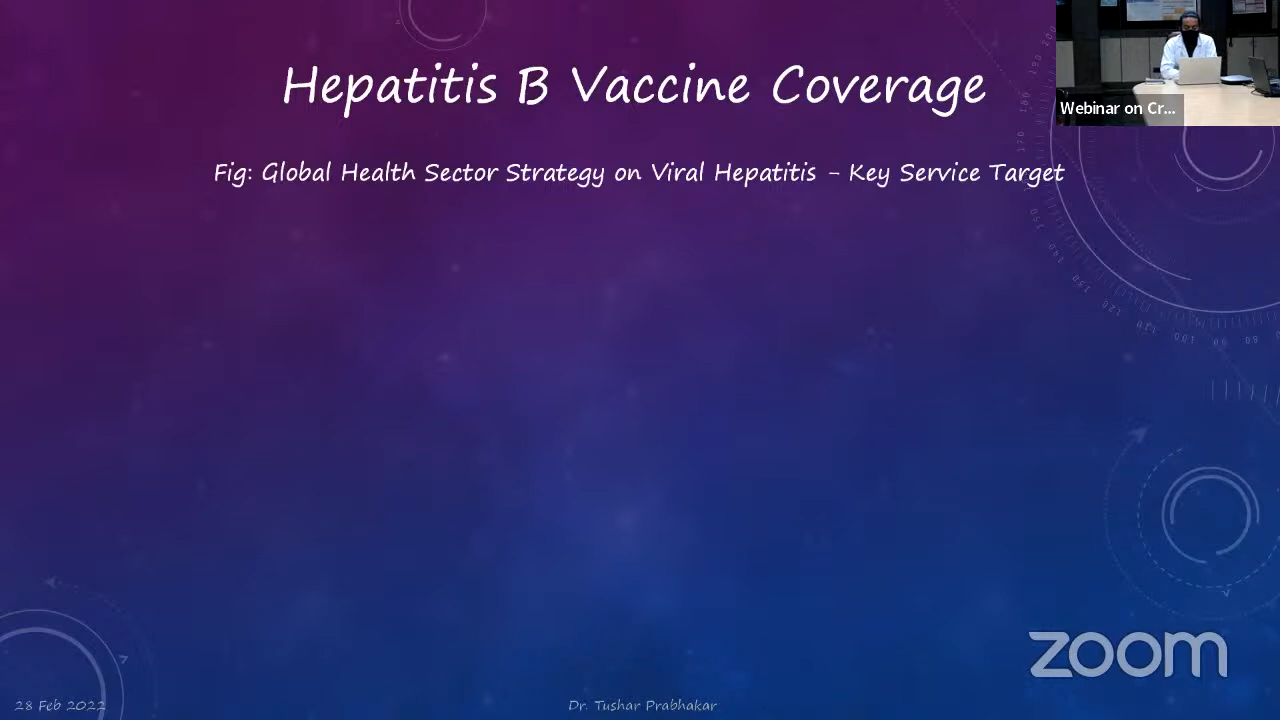 Hepatitis B Vaccine Coverage
Webinar on Cr...
Fig: Global Health Sector Strategy on Viral Hepatitis - Key Service Target
zoom
28 Feb 2022
Dr. Tushar Prabhakar